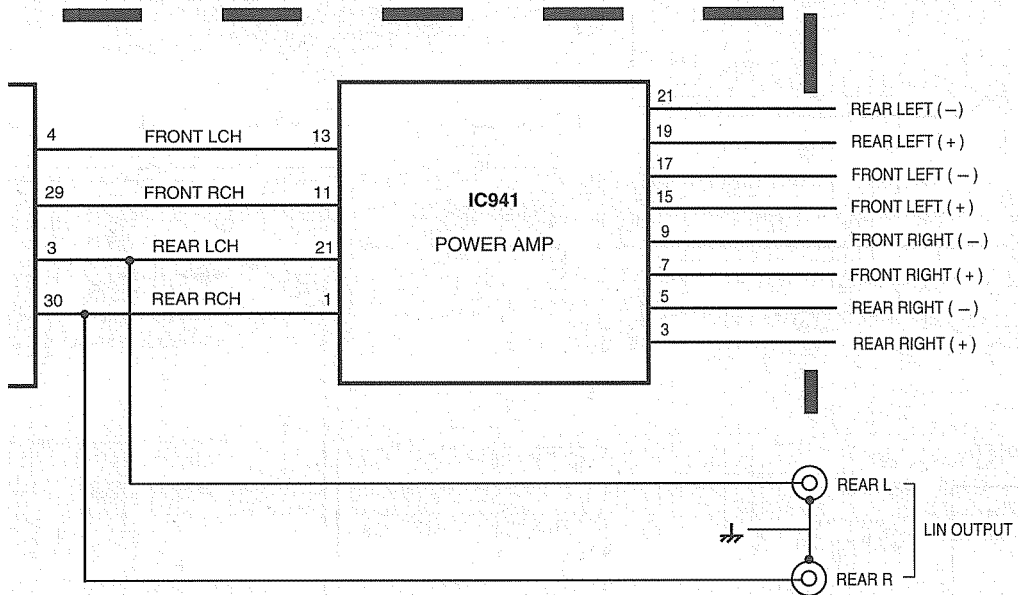 21 REAR LEFT (−)
4 FRONT LCH 13
19 REAR LEFT (+)
17 FRONT LEFT (−)
29 FRONT RCH 11
IC941
15 FRONT LEFT (+)
POWER AMP
9 FRONT RIGHT (−)
3 REAR LCH 21
7 FRONT RIGHT (+)
30 REAR RCH 1
5 REAR RIGHT (−)
3 REAR RIGHT (+)
REAR L
LIN OUTPUT
REAR R